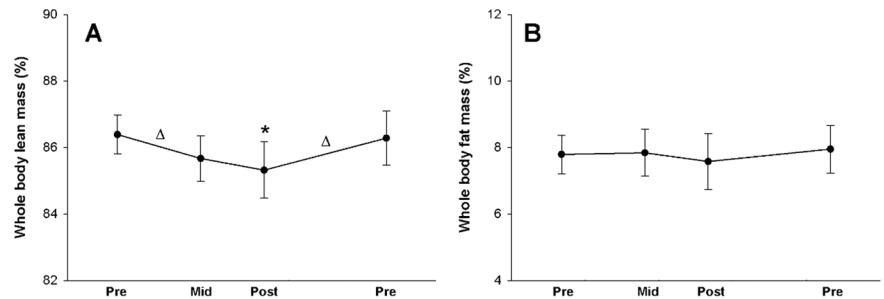 A
Whole body lean mass (%)
90
88
86
84
82
Δ
*
Δ
Pre Mid Post Pre
B
Whole body fat mass (%)
12
10
8
6
4
Pre Mid Post Pre